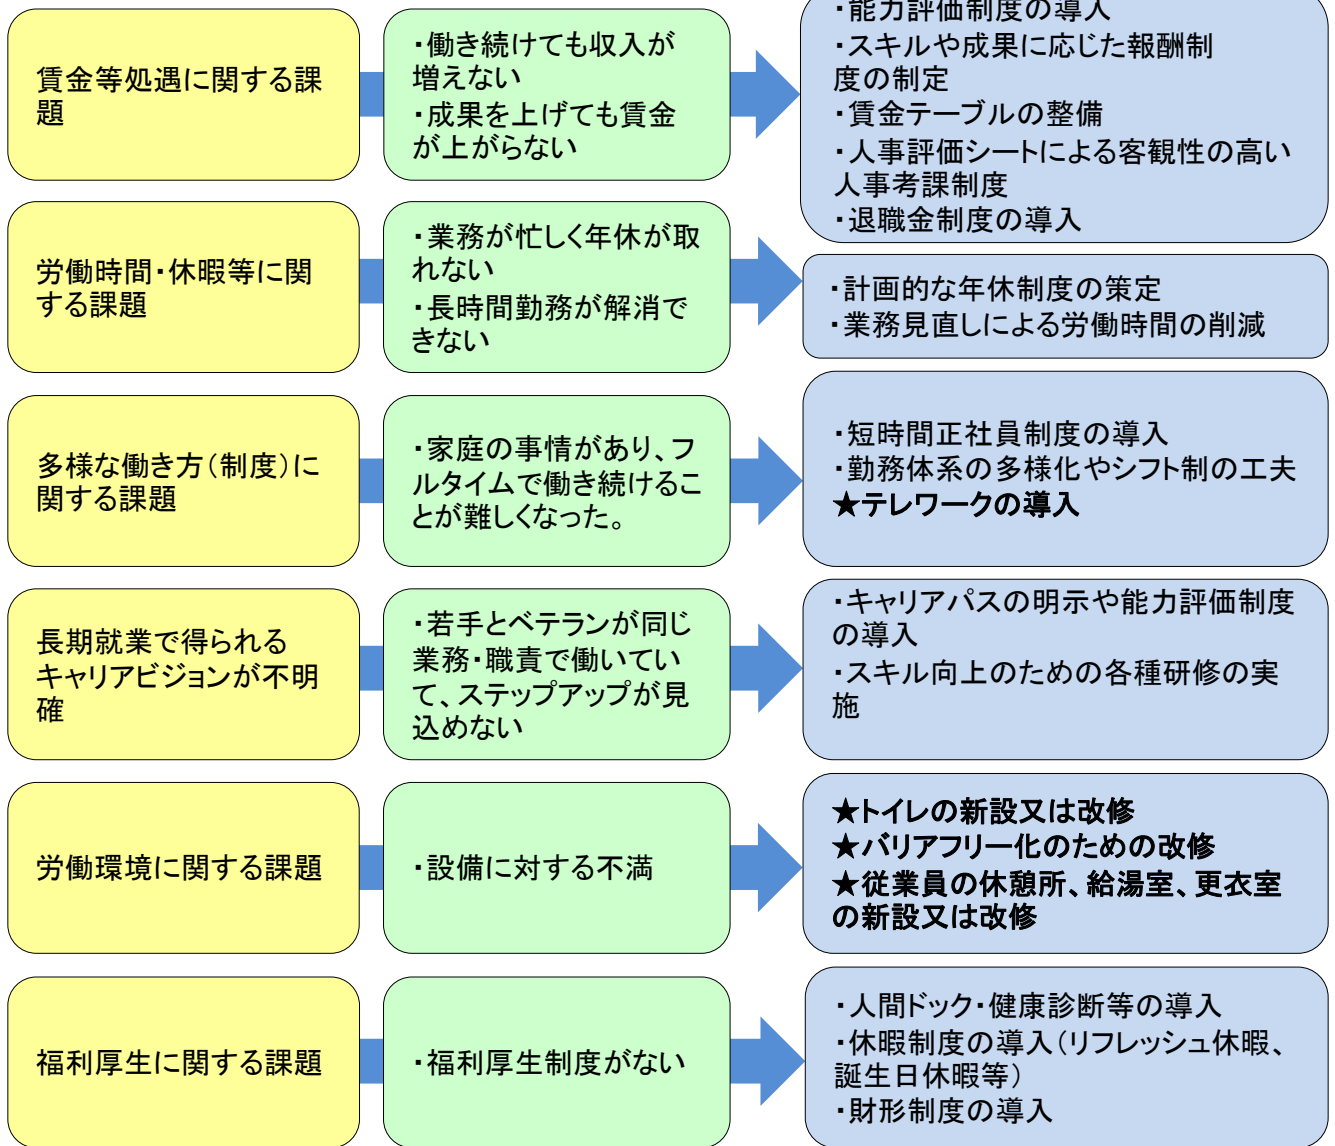 賃金等処遇に関する課
題
・働き続けても収入が
増えない
・成果を上げても賃金
が上がらない
・能力評価制度の導入
・スキルや成果に応じた報酬制
度の制定
・賃金テーブルの整備
・人事評価シートによる客観性の高い
人事考課制度
・退職金制度の導入
労働時間・休暇等に関
する課題
・業務が忙しく年休が取
れない
・長時間勤務が解消で
きない
・計画的な年休制度の策定
・業務見直しによる労働時間の削減
多様な働き方（制度）に
関する課題
・家庭の事情があり、フ
ルタイムで働き続けるこ
とが難しくなった。
・短時間正社員制度の導入
・勤務体系の多様化やシフト制の工夫
★テレワークの導入
長期就業で得られる
キャリアビジョンが不明
確
・若手とベテランが同じ
業務・職責で働いてい
て、ステップアップが見
込めない
・キャリアパスの明示や能力評価制度
の導入
・スキル向上のための各種研修の実
施
労働環境に関する課題
・設備に対する不満
★トイレの新設又は改修
★バリアフリー化のための改修
★従業員の休憩所、給湯室、更衣室
の新設又は改修
福利厚生に関する課題
・福利厚生制度がない
・人間ドック・健康診断等の導入
・休暇制度の導入（リフレッシュ休暇、
誕生日休暇等）
・財形制度の導入